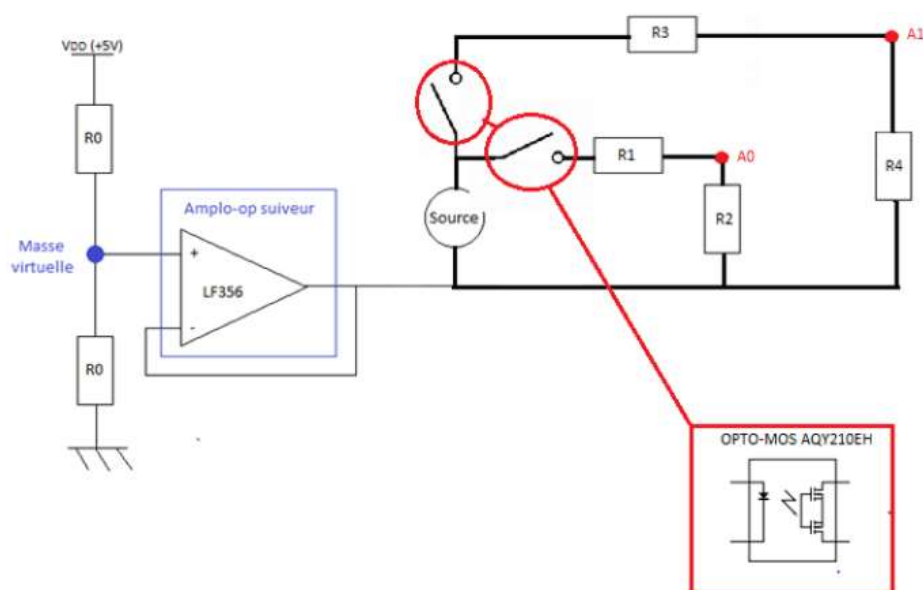 VDD (+5V)
R0
Masse
virtuelle
R0
Amplo-op suiveur
+
LF356
-
Source
R3
A1
R1
A0
R2
R4
OPTO-MOS AQY210EH